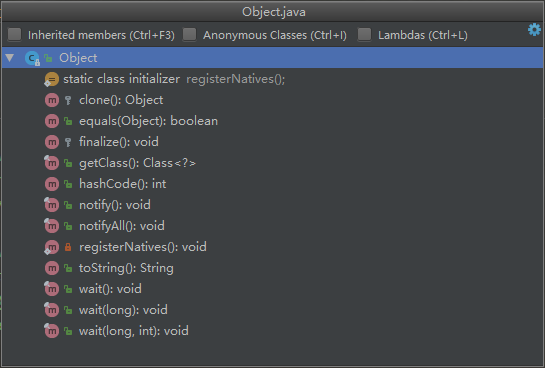 Object.java
Inherited members (Ctrl+F3) Anonymous Classes (Ctrl+I) Lambdas (Ctrl+L)
Object
static class initializer registerNatives();
clone(): Object
equals(Object): boolean
finalize(): void
getClass(): Class<?>
hashCode(): int
notify(): void
notifyAll(): void
registerNatives(): void
toString(): String
wait(): void
wait(long): void
wait(long, int): void